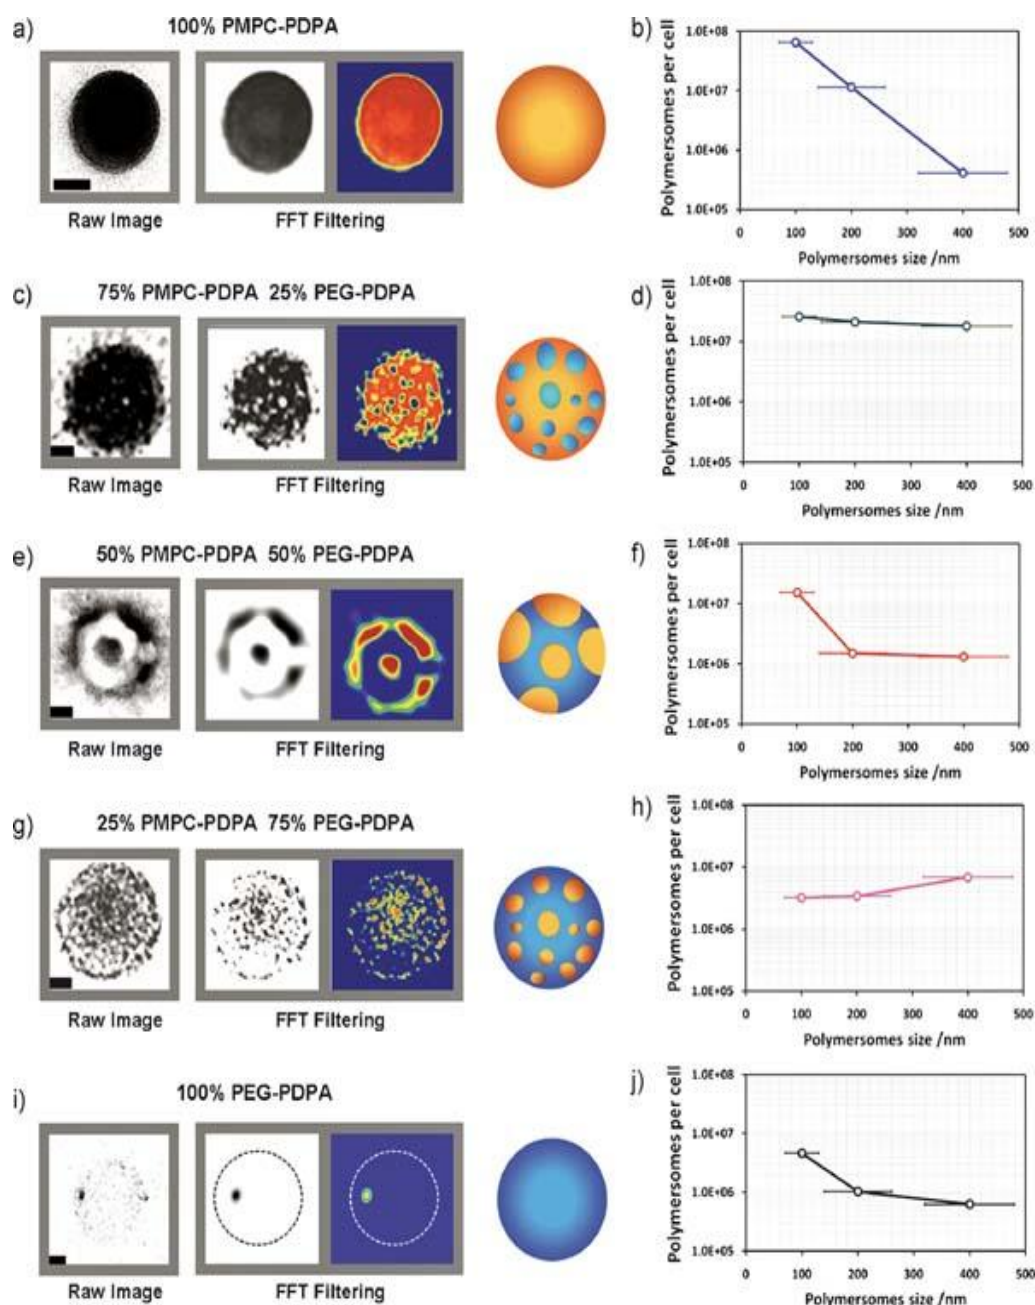 a)
100% PMPC-PDPA
Raw Image
FFT Filtering
b)
Polymersomes per cell
1.0E+08
1.0E+07
1.0E+06
1.0E+05
0 100 200 300 400 500
Polymersomes size /nm
c)
75% PMPC-PDPA 25% PEG-PDPA
Raw Image
FFT Filtering
d)
Polymersomes per cell
1.0E+08
1.0E+07
1.0E+06
1.0E+05
0 100 200 300 400 500
Polymersomes size /nm
e)
50% PMPC-PDPA 50% PEG-PDPA
Raw Image
FFT Filtering
f)
Polymersomes per cell
1.0E+08
1.0E+07
1.0E+06
1.0E+05
0 100 200 300 400 500
Polymersomes size /nm
g)
25% PMPC-PDPA 75% PEG-PDPA
Raw Image
FFT Filtering
h)
Polymersomes per cell
1.0E+08
1.0E+07
1.0E+06
1.0E+05
0 100 200 300 400 500
Polymersomes size /nm
i)
100% PEG-PDPA
Raw Image
FFT Filtering
j)
Polymersomes per cell
1.0E+08
1.0E+07
1.0E+06
1.0E+05
0 100 200 300 400 500
Polymersomes size /nm